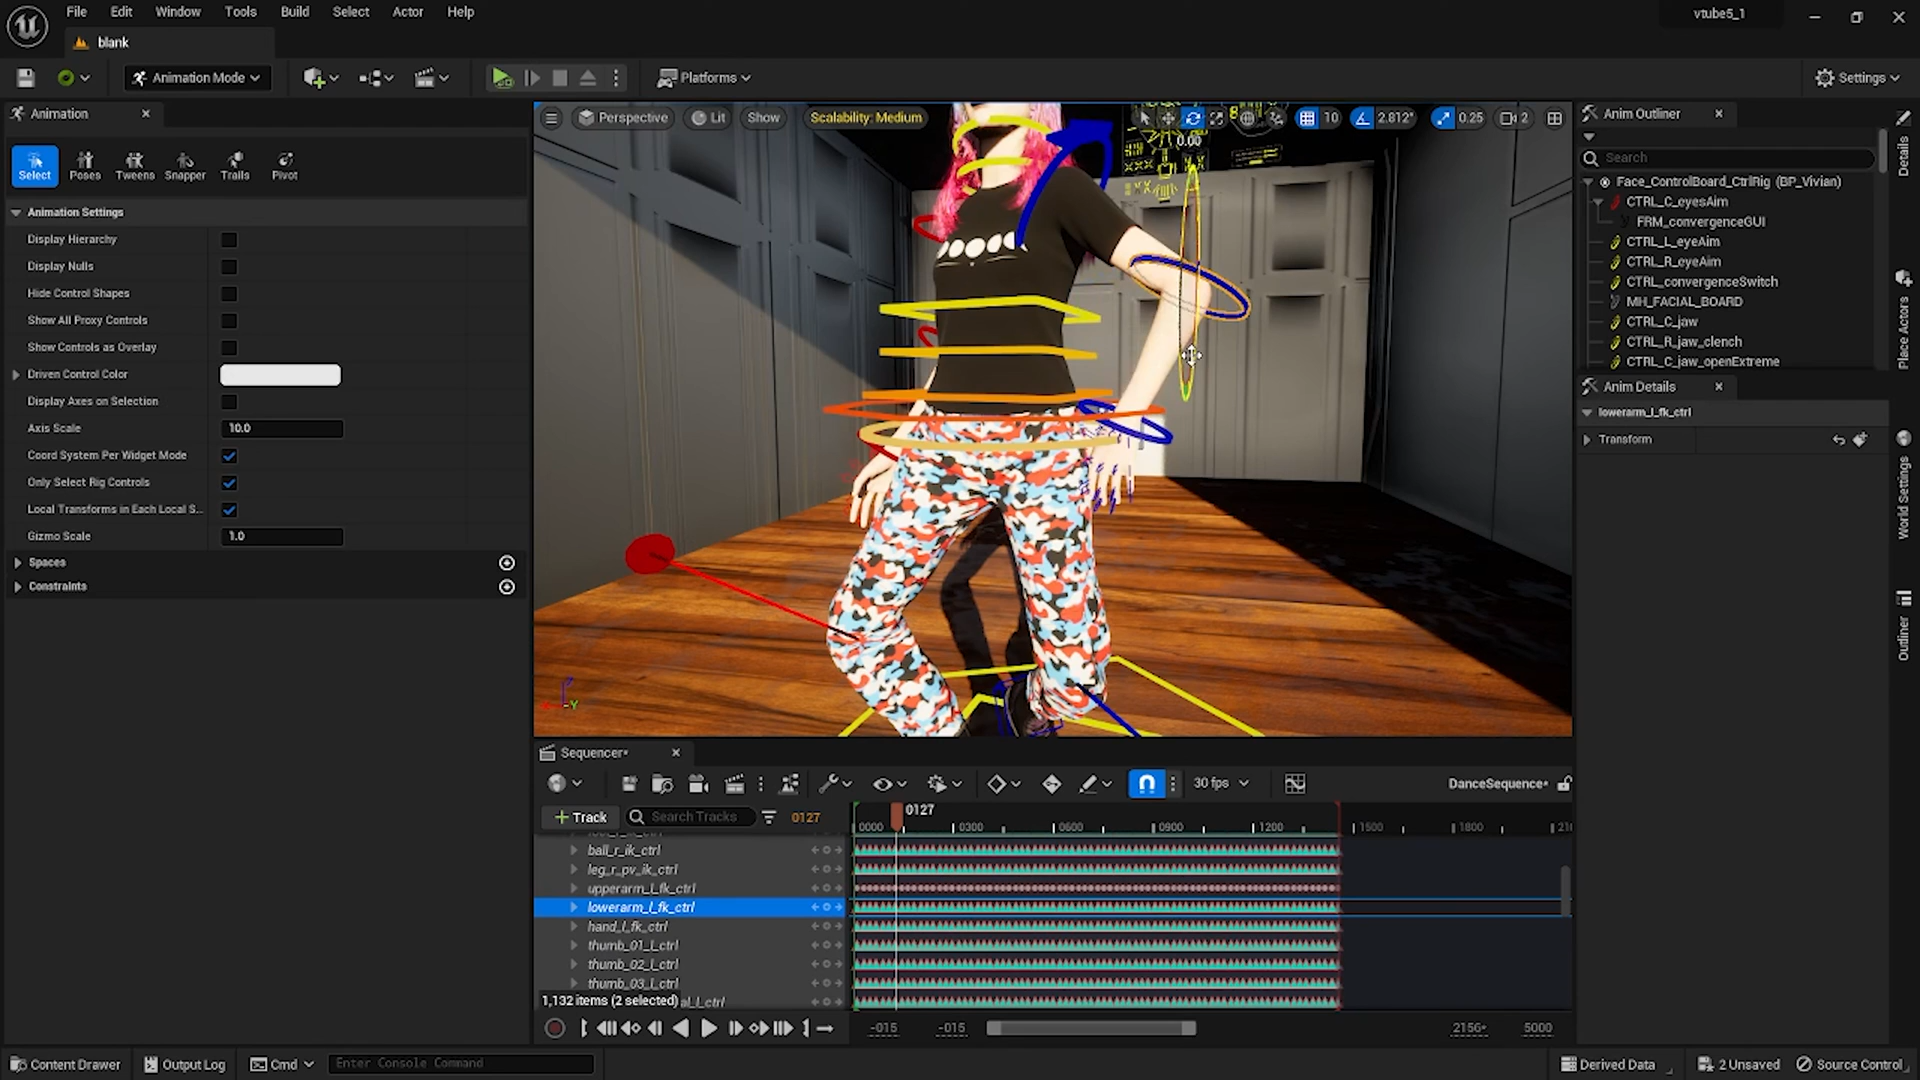 File Edit Window Tools Build Select Actor Help
vtube5_1
blank
Animation Mode
Platforms
Settings
Animation
Select Poses Tweens Snapper Trails Pivot
Animation Settings
Display Hierarchy
Display Nulls
Hide Control Shapes
Show All Proxy Controls
Show Controls as Overlay
Driven Control Color
Display Axes on Selection
Axis Scale 10.0
Coord System Per Widget Mode
Only Select Rig Controls
Local Transforms in Each Local S...
Gizmo Scale 1.0
Spaces
Constraints
Perspective Lit Show Scalability: Medium 10 2.812° 0.25 2
0.00
Y
Anim Outliner
Search
Face_ControlBoard_CtrlRig (BP_Vivian)
CTRL_C_eyesAim
FRM_convergenceGUI
CTRL_L_eyeAim
CTRL_R_eyeAim
CTRL_convergenceSwitch
MH_FACIAL_BOARD
CTRL_C_jaw
CTRL_R_jaw_clench
CTRL_C_jaw_openExtreme
Anim Details
lowerarm_l_fk_ctrl
Transform
Details
Place Actors
World Settings
Outliner
Sequencer*
30 fps
DanceSequence*
Track Search Tracks 0127
0127
0000 0300 0600 0900 1200 1500 1800
ball_r_ik_ctrl
leg_r_pv_ik_ctrl
upperarm_l_fk_ctrl
lowerarm_l_fk_ctrl
hand_l_fk_ctrl
thumb_01_l_ctrl
thumb_02_l_ctrl
thumb_03_l_ctrl
1,132 items (2 selected) al_l_ctrl
-015 -015 2156* 5000
Content Drawer Output Log Cmd Enter Console Command
Derived Data 2 Unsaved Source Control